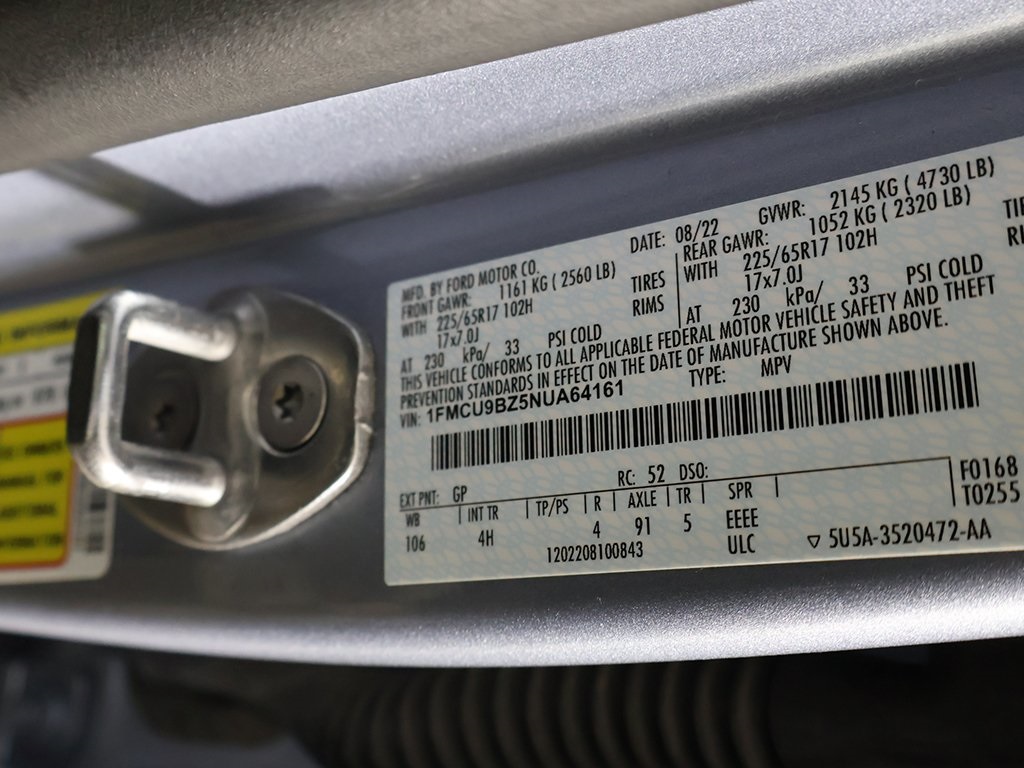 MFD. BY FORD MOTOR CO.
DATE: 08/22
GVWR: 2145 KG ( 4730 LB)
FRONT GAWR: 1161 KG ( 2560 LB)
REAR GAWR: 1052 KG ( 2320 LB)
WITH 225/65R17 102H TIRES
WITH 225/65R17 102H
17x7.0J RIMS
17x7.0J
AT 230 kPa/ 33 PSI COLD
AT 230 kPa/ 33 PSI COLD
THIS VEHICLE CONFORMS TO ALL APPLICABLE FEDERAL MOTOR VEHICLE SAFETY AND THEFT
PREVENTION STANDARDS IN EFFECT ON THE DATE OF MANUFACTURE SHOWN ABOVE.
VIN: 1FMCU9BZ5NUA64161 TYPE: MPV
EXT PNT: GP RC: 52 DSO:
F0168
T0255
WB INT TR TP/PS R AXLE TR SPR
106 4H 4 91 5 EEEE
1202208100843 ULC
5U5A-3520472-AA